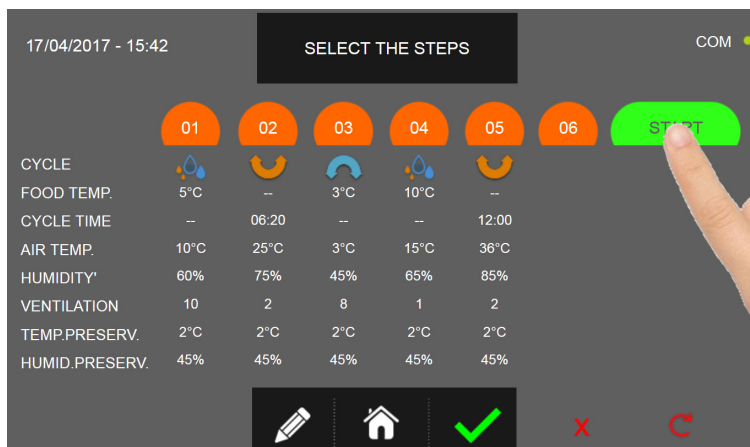 17/04/2017 - 15:42
SELECT THE STEPS
COM
01 02 03 04 05 06 START
CYCLE
FOOD TEMP. 5°C -- 3°C 10°C --
CYCLE TIME -- 06:20 -- -- 12:00
AIR TEMP. 10°C 25°C 3°C 15°C 36°C
HUMIDITY' 60% 75% 45% 65% 85%
VENTILATION 10 2 8 1 2
TEMP.PRESERV. 2°C 2°C 2°C 2°C 2°C
HUMID.PRESERV. 45% 45% 45% 45% 45%
X